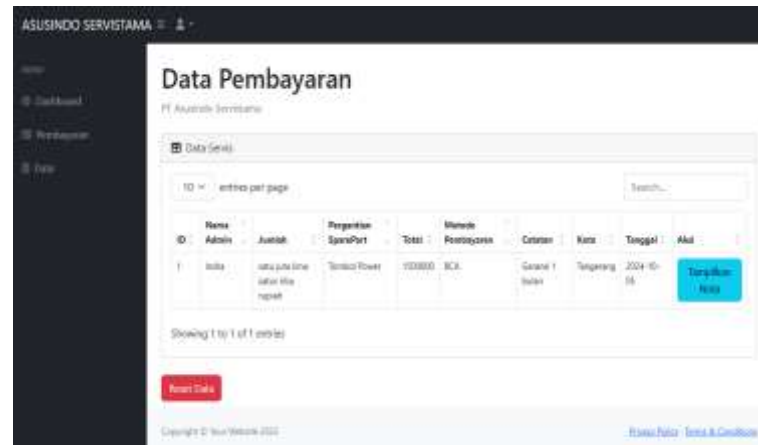 ASUSINDO SERVISTAMA
Home
Dashboard
Pembayaran
Data
Data Pembayaran
PT Asusindo Servistama
Data Servis
10 entries per page
Search...
ID Nama Admin Jumlah Pergantian SparePart Total Metode Pembayaran Catatan Kota Tanggal Aksi
1 satu juta lima ratus ribu rupiah Tombol Power 1500000 BCA Garansi 1 bulan Tangerang 2024-10- Tampilkan Nota
Showing 1 to 1 of 1 entries
Reset Data
Copyright © Your Website 2022
Privacy Policy · Terms & Conditions